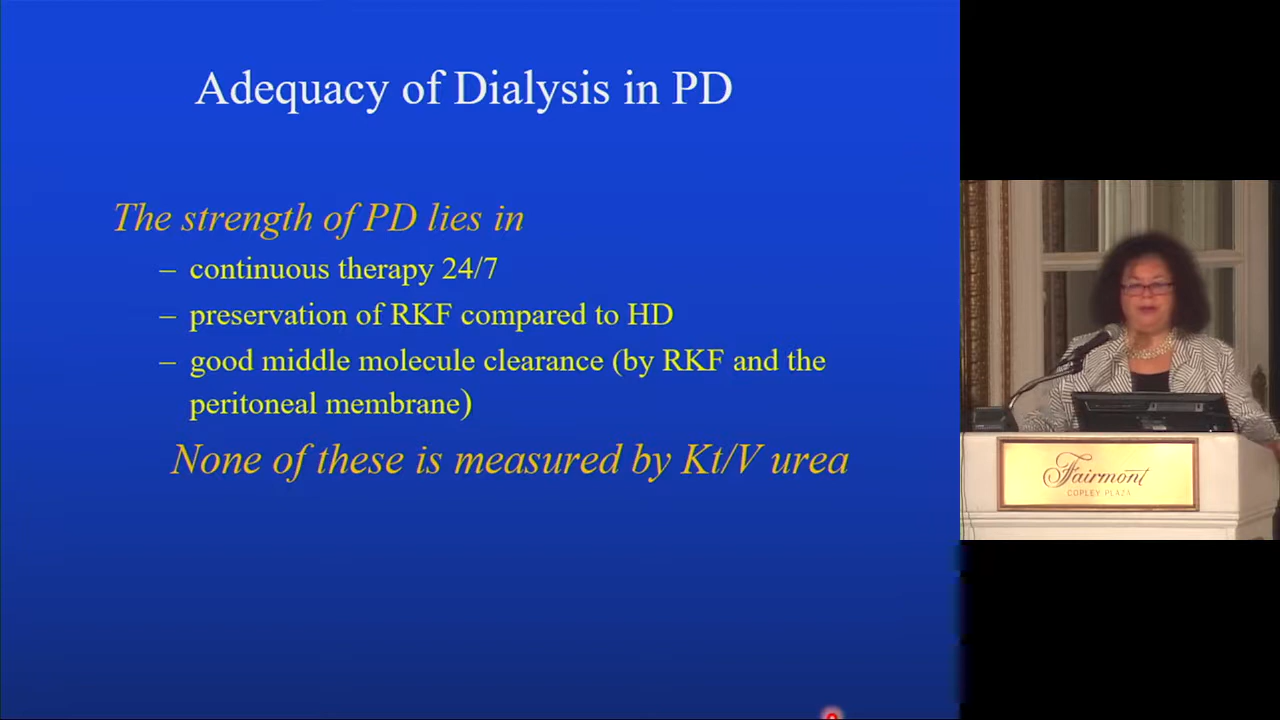 Adequacy of Dialysis in PD
The strength of PD lies in
– continuous therapy 24/7
– preservation of RKF compared to HD
– good middle molecule clearance (by RKF and the
peritoneal membrane)
None of these is measured by Kt/V urea
Fairmont
COPLEY PLAZA